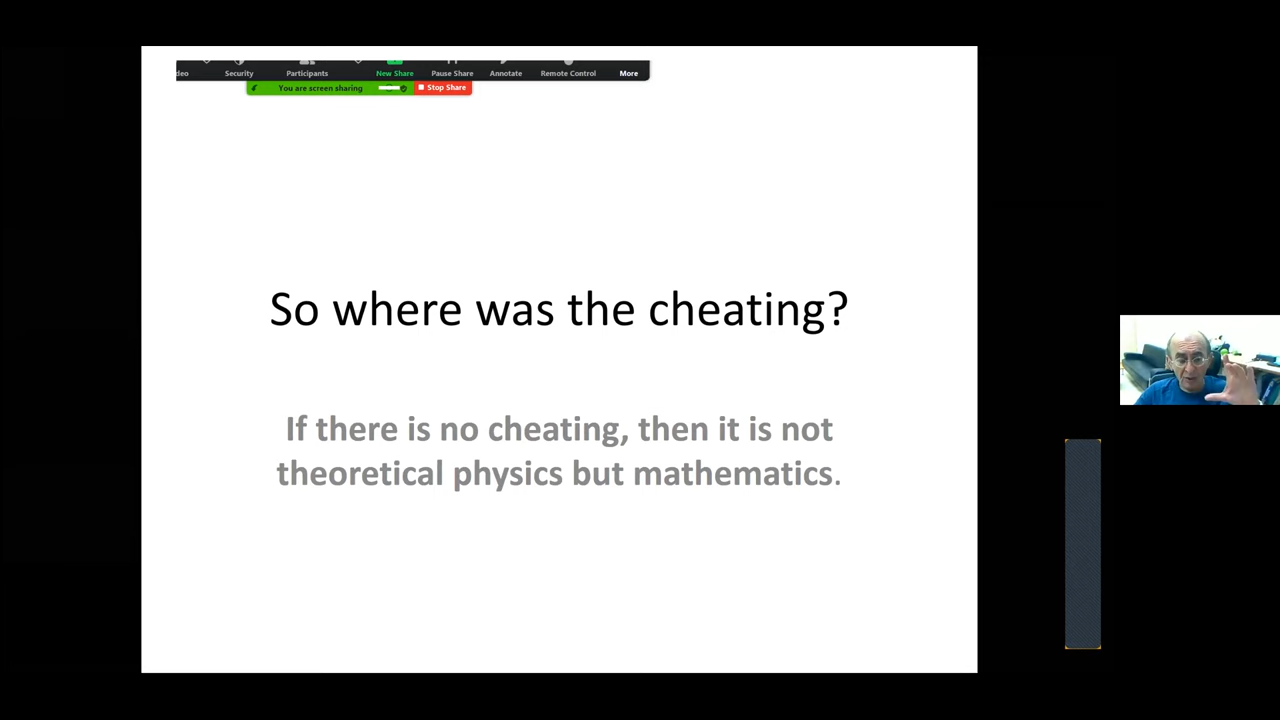 deo Security Participants New Share Pause Share Annotate Remote Control More
You are screen sharing Stop Share
So where was the cheating?
If there is no cheating, then it is not
theoretical physics but mathematics.